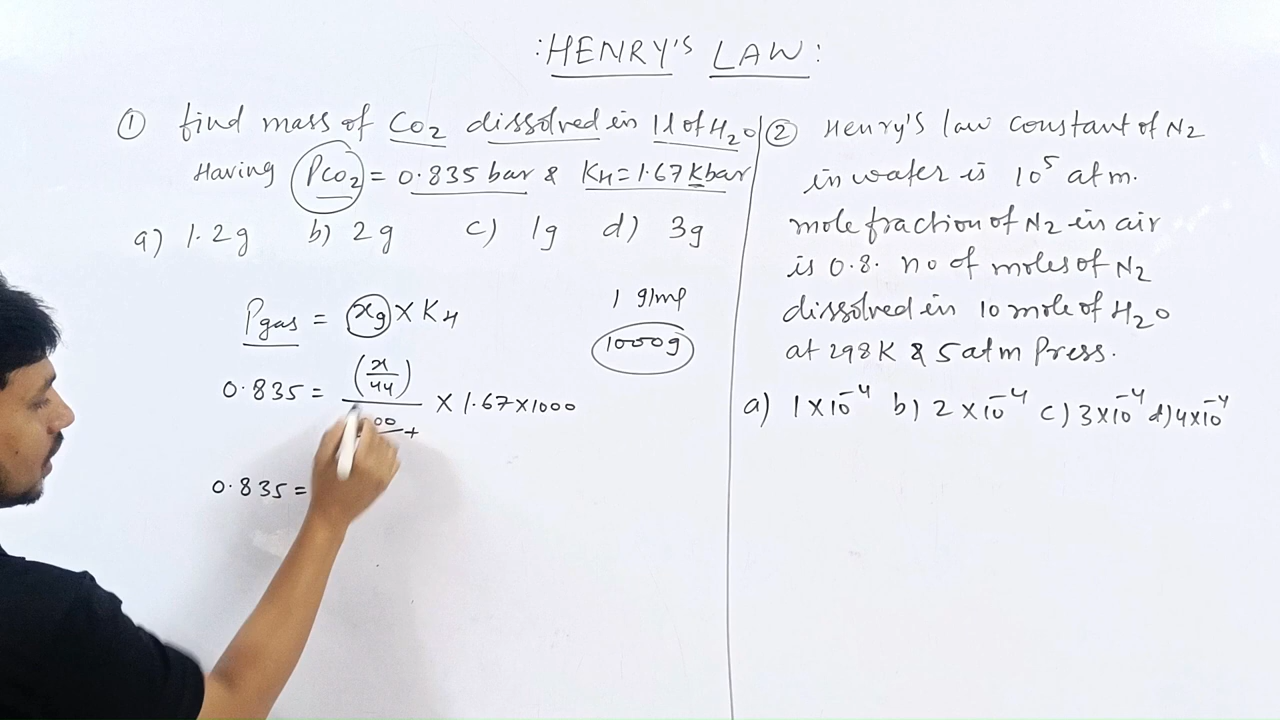 :HENRY'S LAW:
① find mass of CO2 dissolved in 1l of H2O
Having PCO2 = 0.835 bar & KH = 1.67 Kbar
a) 1.2g b) 2g c) 1g d) 3g
Pgas = xg × KH
1 g/ml
1000g
0.835 = (x/44) × 1.67×1000
00 +
0.835 =
② Henry's law constant of N2
in water is 10^5 atm.
mole fraction of N2 in air
is 0.8. no of moles of N2
dissolved in 10 mole of H2O
at 298K & 5 atm Press.
a) 1×10^-4 b) 2×10^-4 c) 3×10^-4 d) 4×10^-4